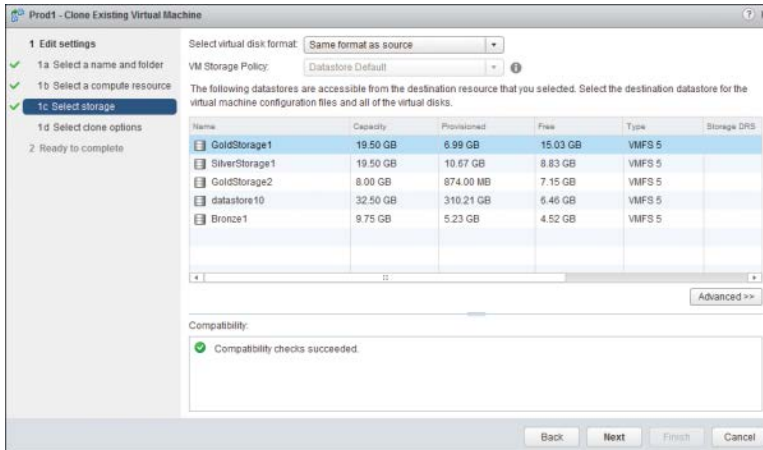 Prod1 - Clone Existing Virtual Machine
?
1 Edit settings
1a Select a name and folder
1b Select a compute resource
1c Select storage
1d Select clone options
2 Ready to complete
Select virtual disk format: Same format as source
VM Storage Policy: Datastore Default
The following datastores are accessible from the destination resource that you selected. Select the destination datastore for the
virtual machine configuration files and all of the virtual disks.
Name Capacity Provisioned Free Type Storage DRS
GoldStorage1 19.50 GB 6.99 GB 15.03 GB VMFS 5
SilverStorage1 19.50 GB 10.67 GB 8.83 GB VMFS 5
GoldStorage2 8.00 GB 874.00 MB 7.15 GB VMFS 5
datastore10 32.50 GB 310.21 GB 6.46 GB VMFS 5
Bronze1 9.75 GB 5.23 GB 4.52 GB VMFS 5
Advanced >>
Compatibility:
Compatibility checks succeeded.
Back Next Finish Cancel